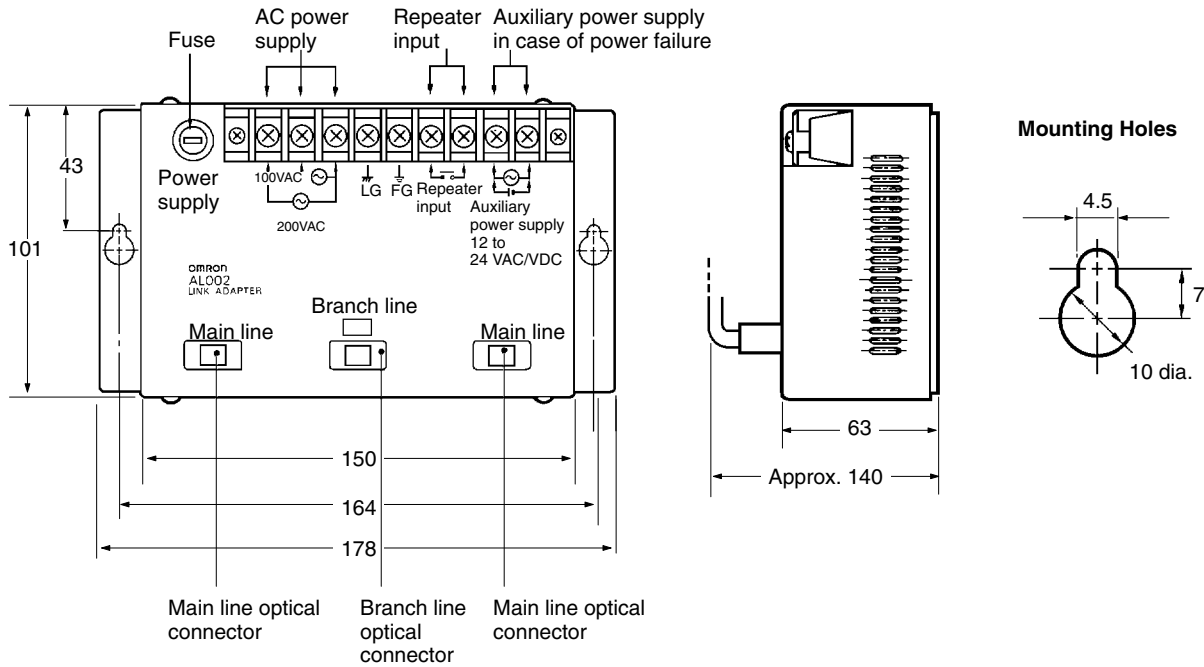 Fuse
AC power
supply
Repeater
input
Auxiliary power supply
in case of power failure
Power
supply
100VAC
200VAC
LG
FG
Repeater
input
Auxiliary
power supply
12 to
24 VAC/VDC
43
101
OMRON
AL002
LINK ADAPTER
Main line
Branch line
Main line
150
164
178
Main line optical
connector
Branch line
optical
connector
Main line optical
connector
63
Approx. 140
Mounting Holes
4.5
7
10 dia.